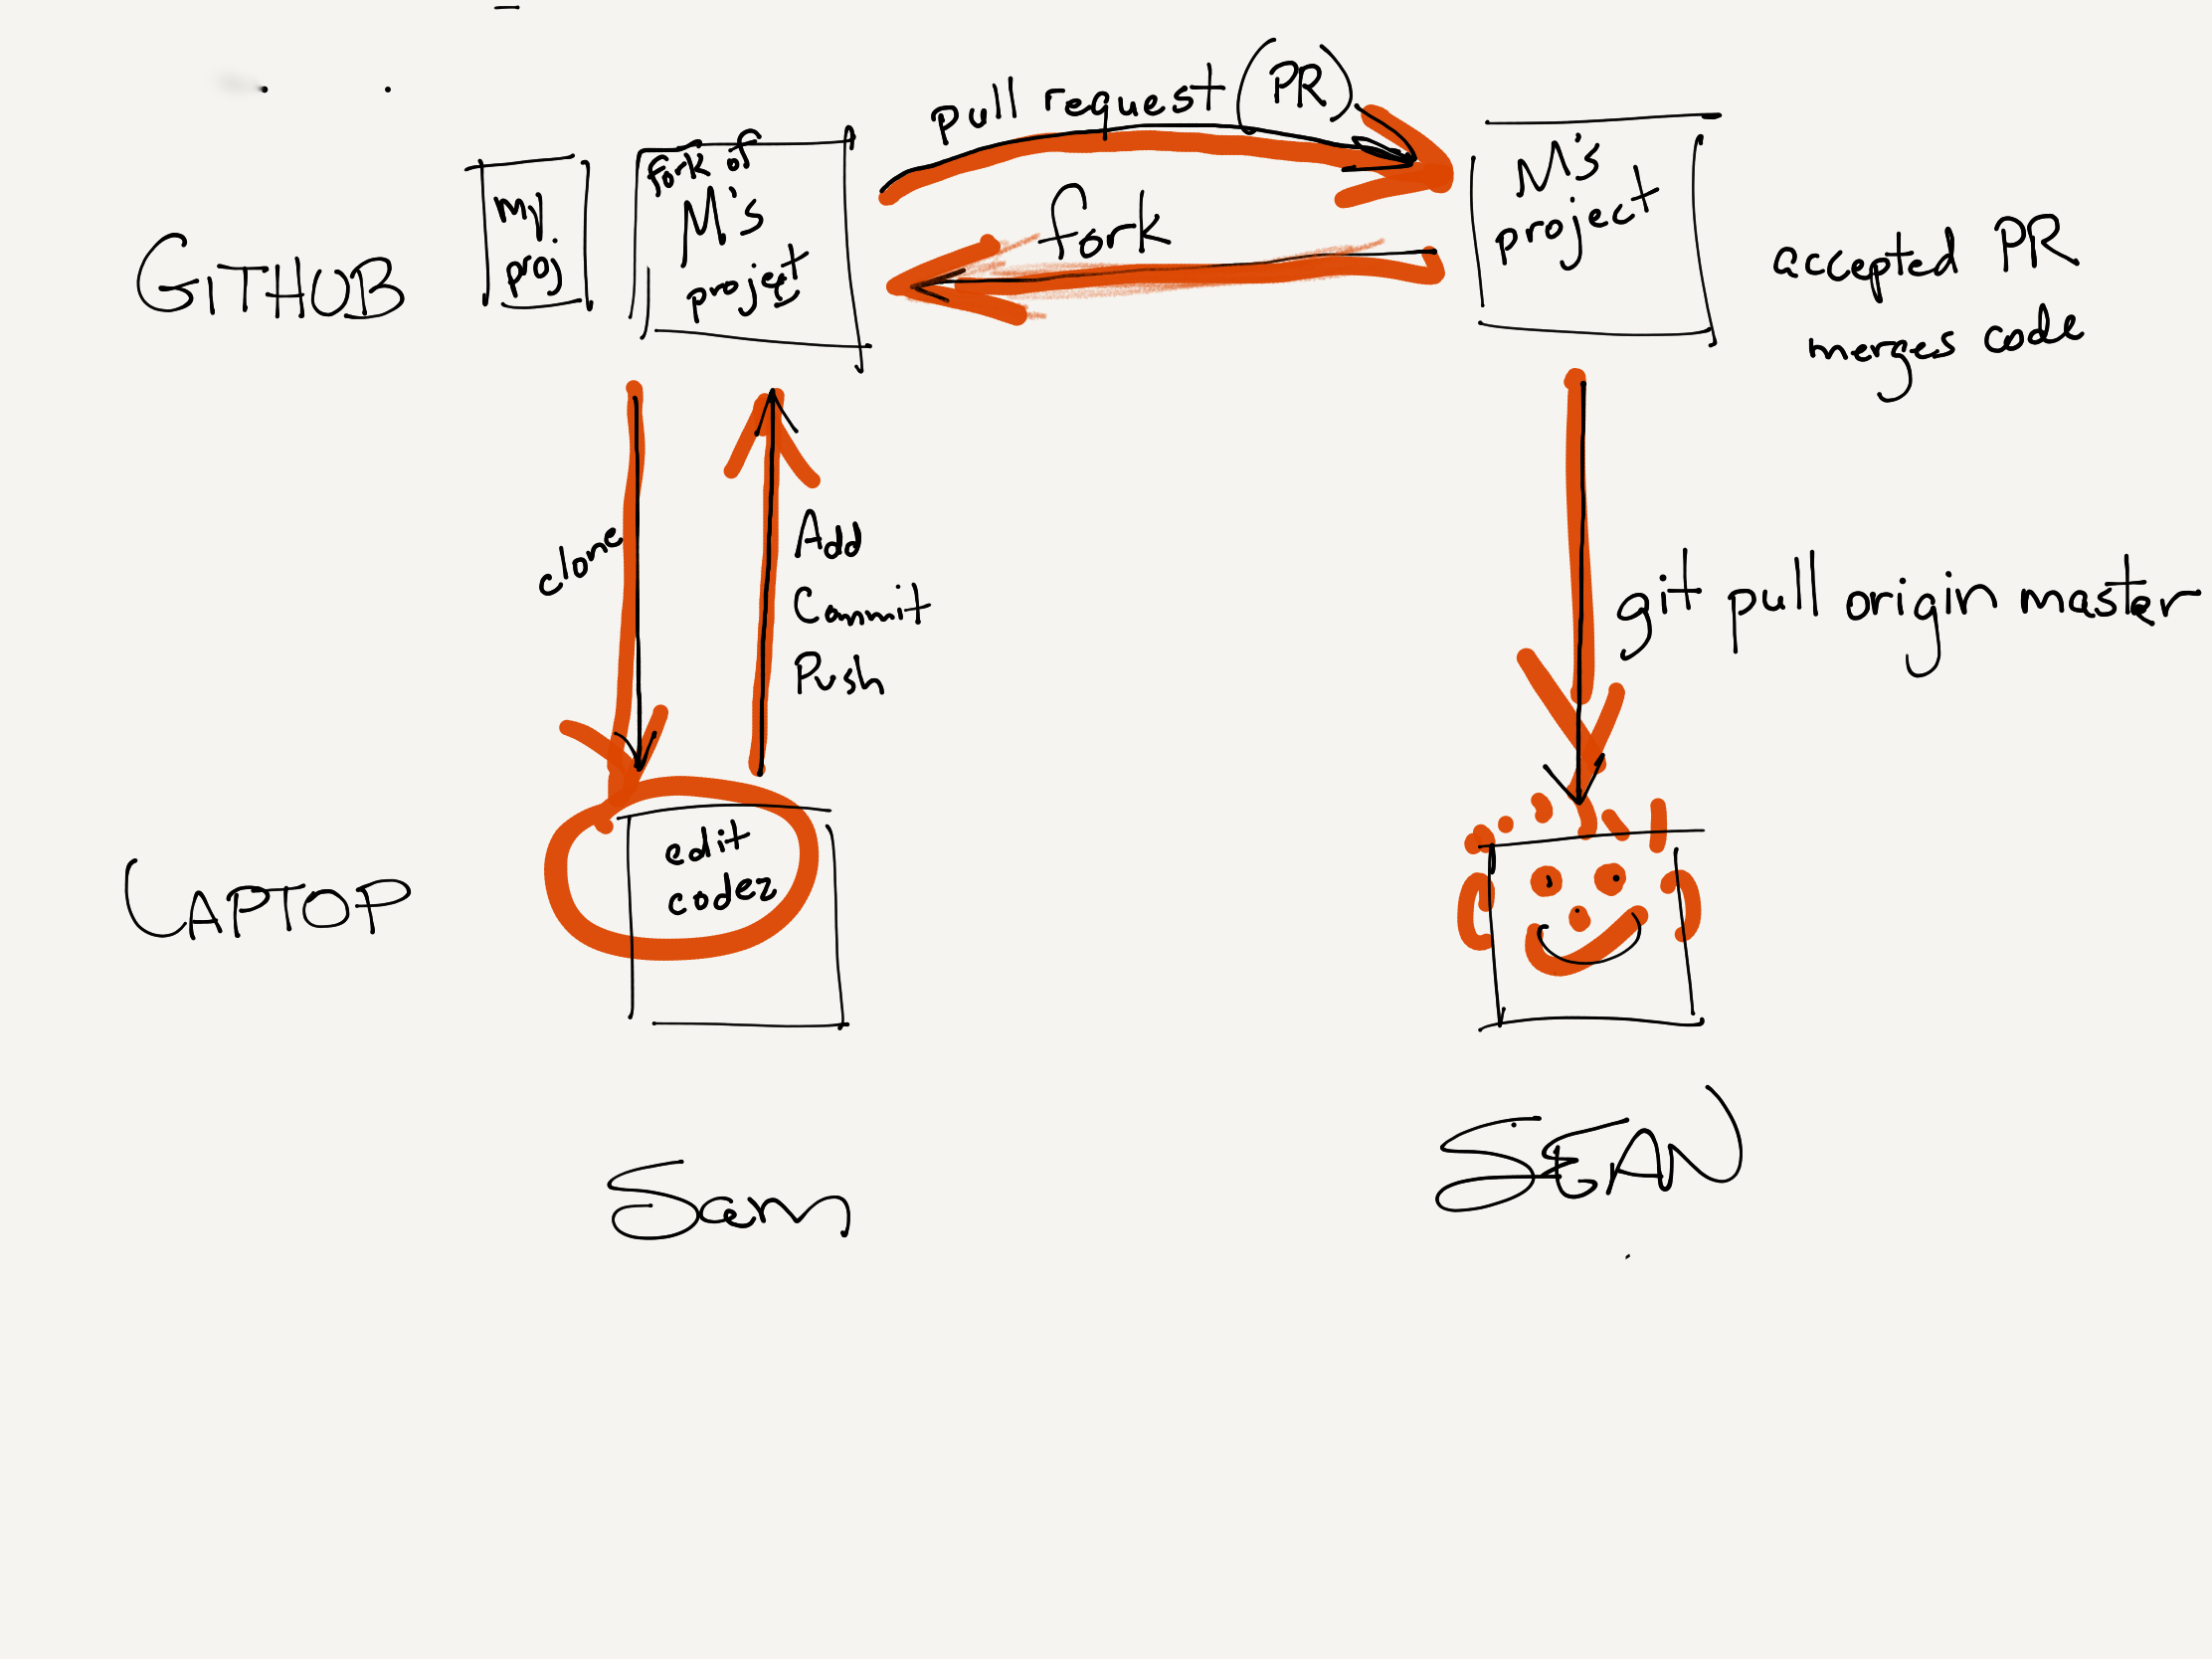 pull request (PR)
fork
GITHUB
my
proj
fork of
M's
project
M's
project
accepted PR
merges code
clone
Add
Commit
Push
git pull origin master
LAPTOP
edit
codez
Sam
SEAN